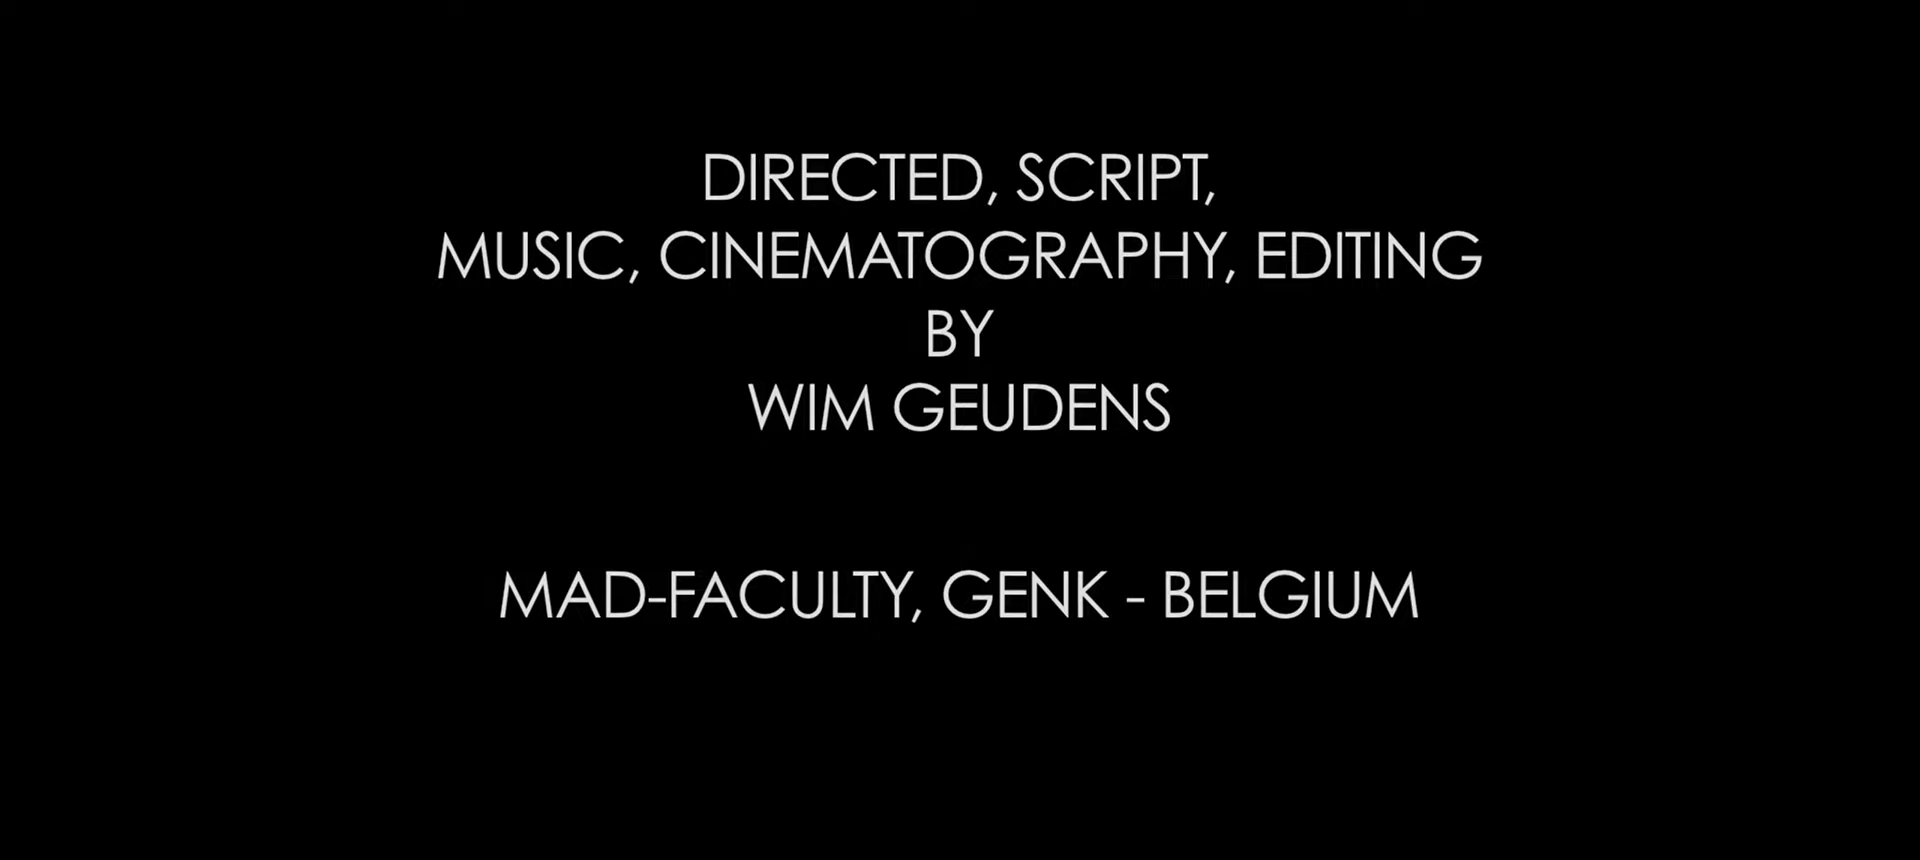 DIRECTED, SCRIPT,
MUSIC, CINEMATOGRAPHY, EDITING
BY
WIM GEUDENS
MAD-FACULTY, GENK - BELGIUM